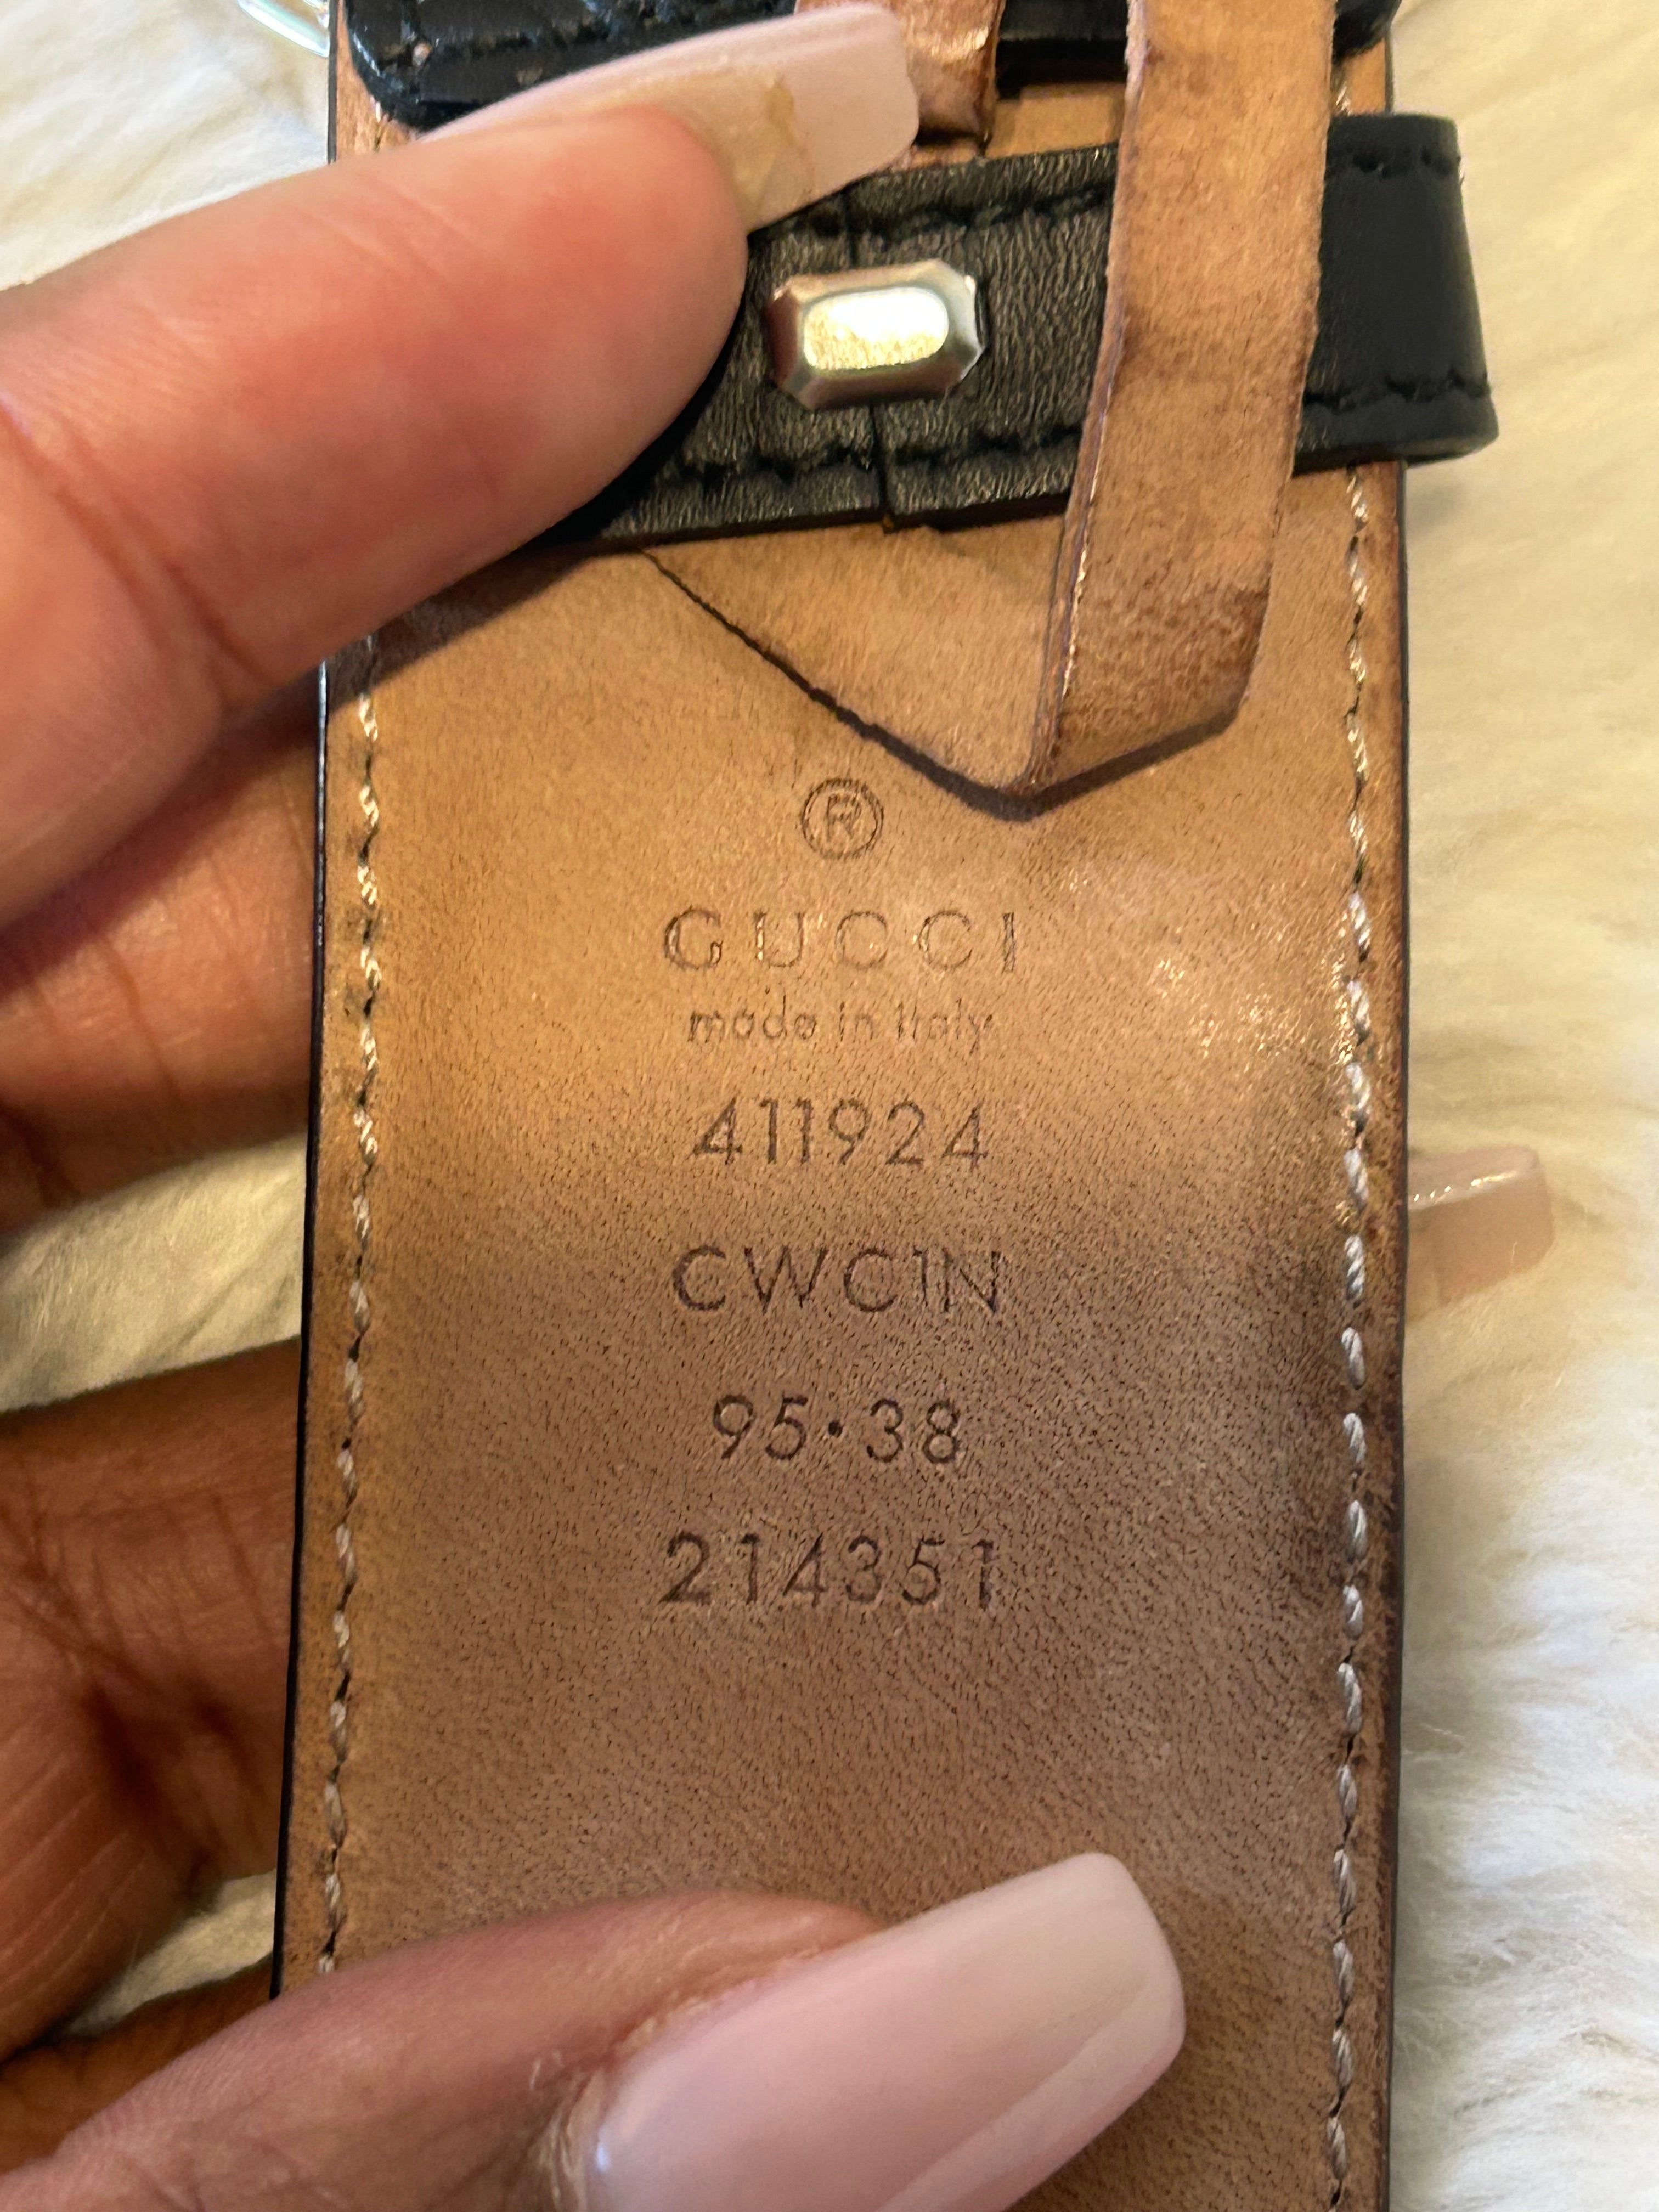 ®
GUCCI
made in Italy
411924
CWC1N
95·38
214351